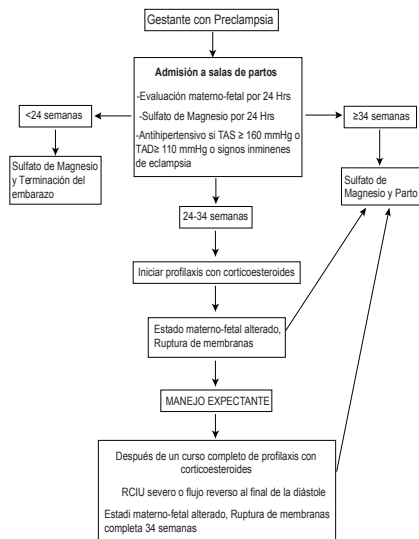 Gestante con Preclampsia
Admisión a salas de partos
-Evaluación materno-fetal por 24 Hrs
-Sulfato de Magnesio por 24 Hrs
-Antihipertensivo si TAS ≥ 160 mmHg o
TAD≥ 110 mmHg o signos inminenes
de eclampsia
<24 semanas
≥34 semanas
Sulfato de Magnesio
y Terminación del
embarazo
Sulfato de
Magnesio y Parto
24-34 semanas
Iniciar profilaxis con corticoesteroides
Estado materno-fetal alterado,
Ruptura de membranas
MANEJO EXPECTANTE
Después de un curso completo de profilaxis con
corticoesteroides
RCIU severo o flujo reverso al final de la diástole
Estadi materno-fetal alterado, Ruptura de membranas
completa 34 semanas